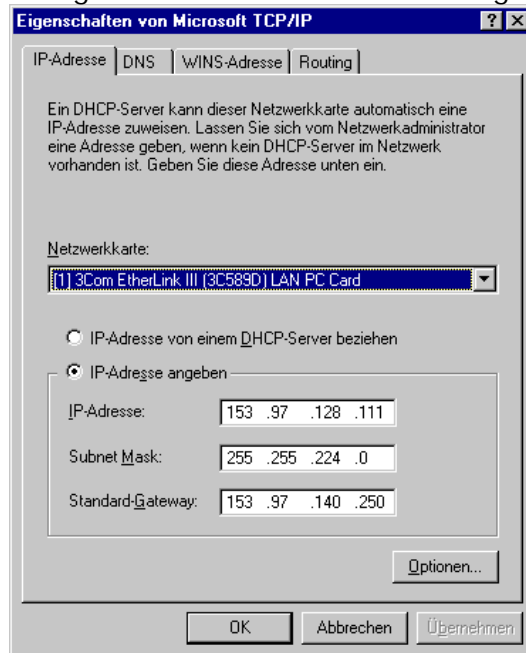 Eigenschaften von Microsoft TCP/IP
IP-Adresse DNS WINS-Adresse Routing
Ein DHCP-Server kann dieser Netzwerkkarte automatisch eine
IP-Adresse zuweisen. Lassen Sie sich vom Netzwerkadministrator
eine Adresse geben, wenn kein DHCP-Server im Netzwerk
vorhanden ist. Geben Sie diese Adresse unten ein.
Netzwerkkarte:
[1] 3Com EtherLink III (3C589D) LAN PC Card
IP-Adresse von einem DHCP-Server beziehen
IP-Adresse angeben
IP-Adresse: 153 .97 .128 .111
Subnet Mask: 255 .255 .224 .0
Standard-Gateway: 153 .97 .140 .250
Optionen...
OK Abbrechen Übernehmen